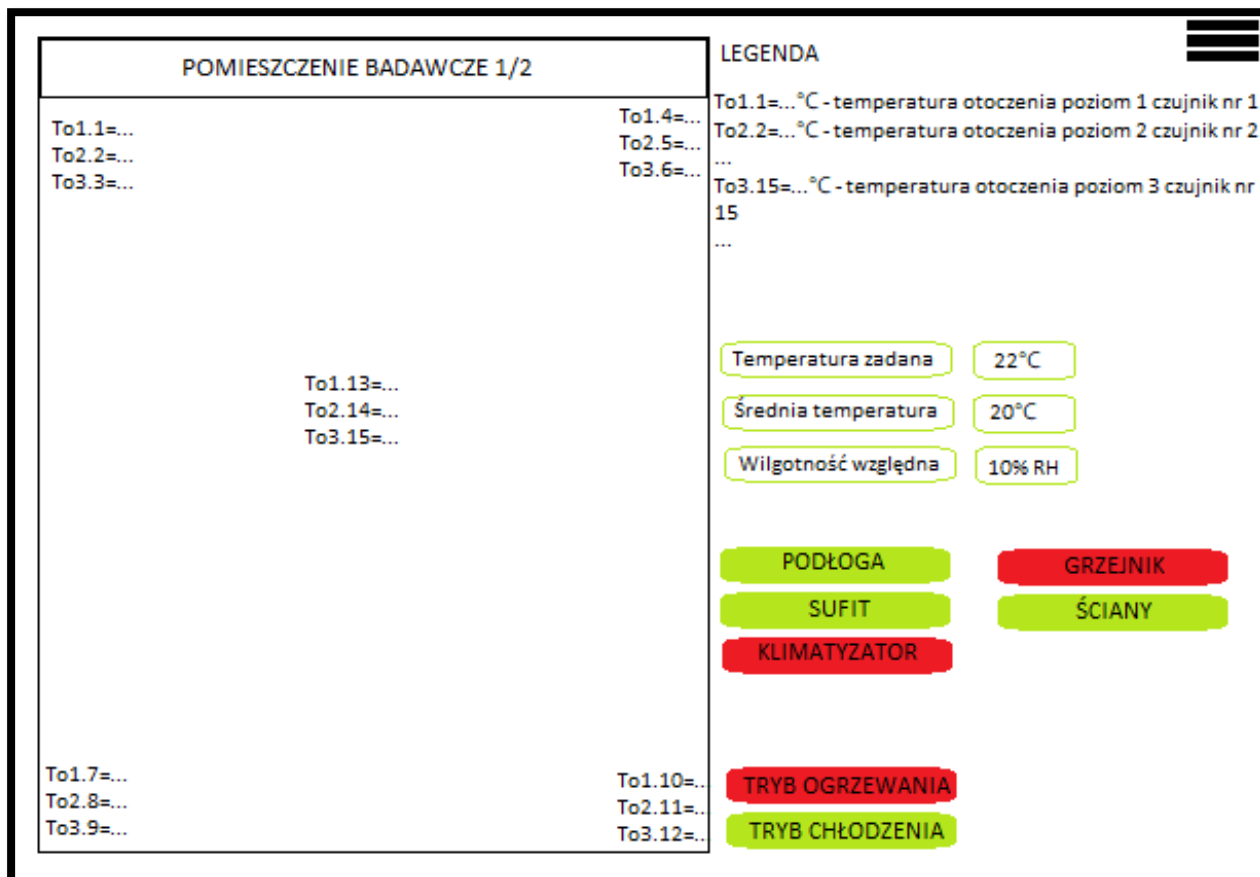 POMIESZCZENIE BADAWCZE 1/2
To1.1=...
To2.2=...
To3.3=...
To1.4=...
To2.5=...
To3.6=...
To1.13=...
To2.14=...
To3.15=...
To1.7=...
To2.8=...
To3.9=...
To1.10=..
To2.11=..
To3.12=..
LEGENDA
To1.1=...°C - temperatura otoczenia poziom 1 czujnik nr 1
To2.2=...°C - temperatura otoczenia poziom 2 czujnik nr 2
...
To3.15=...°C - temperatura otoczenia poziom 3 czujnik nr
15
...
Temperatura zadana 22°C
Średnia temperatura 20°C
Wilgotność względna 10% RH
PODŁOGA GRZEJNIK
SUFIT ŚCIANY
KLIMATYZATOR
TRYB OGRZEWANIA
TRYB CHŁODZENIA